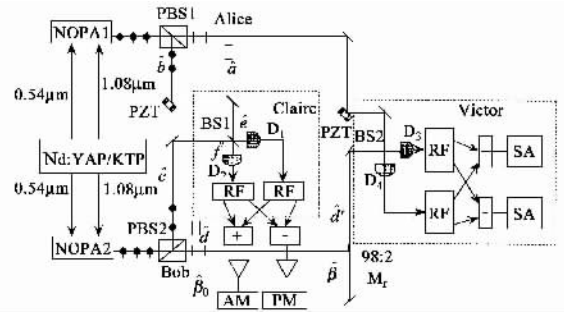 PBS1
Alice
NOPA1
b̂
â
0.54μm
1.08μm
PZT
Claire
Victor
BS1
ê
D1
PZT
BS2
D3
RF
SA
Nd:YAP/KTP
ĉ
f
D2
D4
RF RF
RF
SA
0.54μm
1.08μm
PBS2
d̂
+
-
d̂'
-
NOPA2
Bob
β̂0
β̂
98:2
Mr
AM
PM